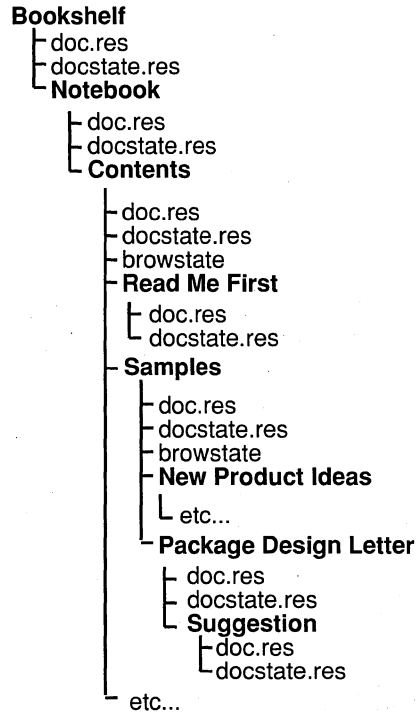 Bookshelf
doc.res
docstate.res
Notebook
doc.res
docstate.res
Contents
doc.res
docstate.res
browstate
Read Me First
doc.res
docstate.res
Samples
doc.res
docstate.res
browstate
New Product Ideas
etc...
Package Design Letter
doc.res
docstate.res
Suggestion
doc.res
docstate.res
etc...